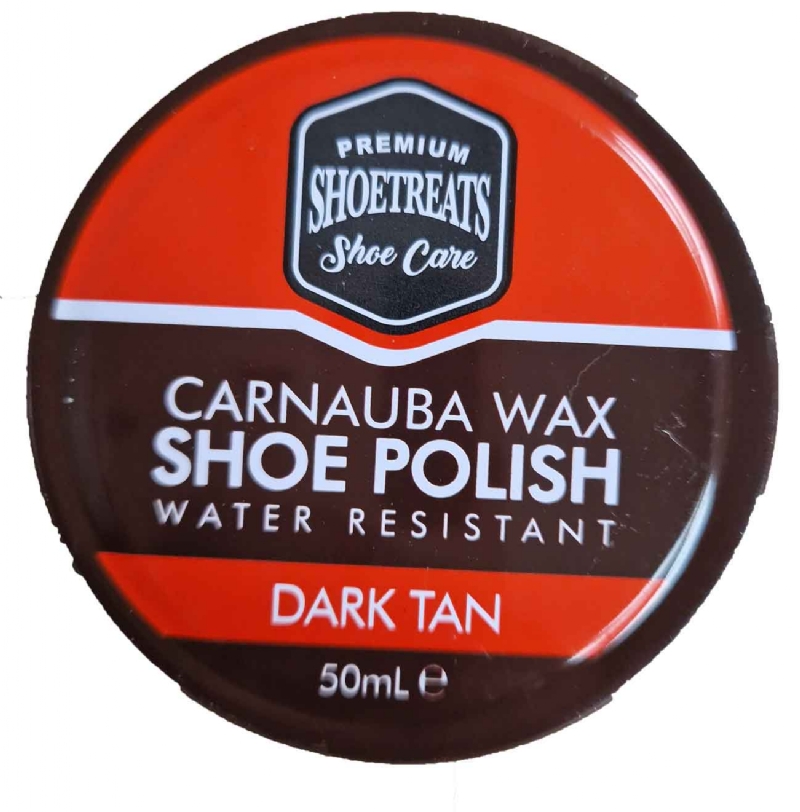 PREMIUM
SHOETREATS
Shoe Care
CARNAUBA WAX
SHOE POLISH
WATER RESISTANT
DARK TAN
50mL ℮